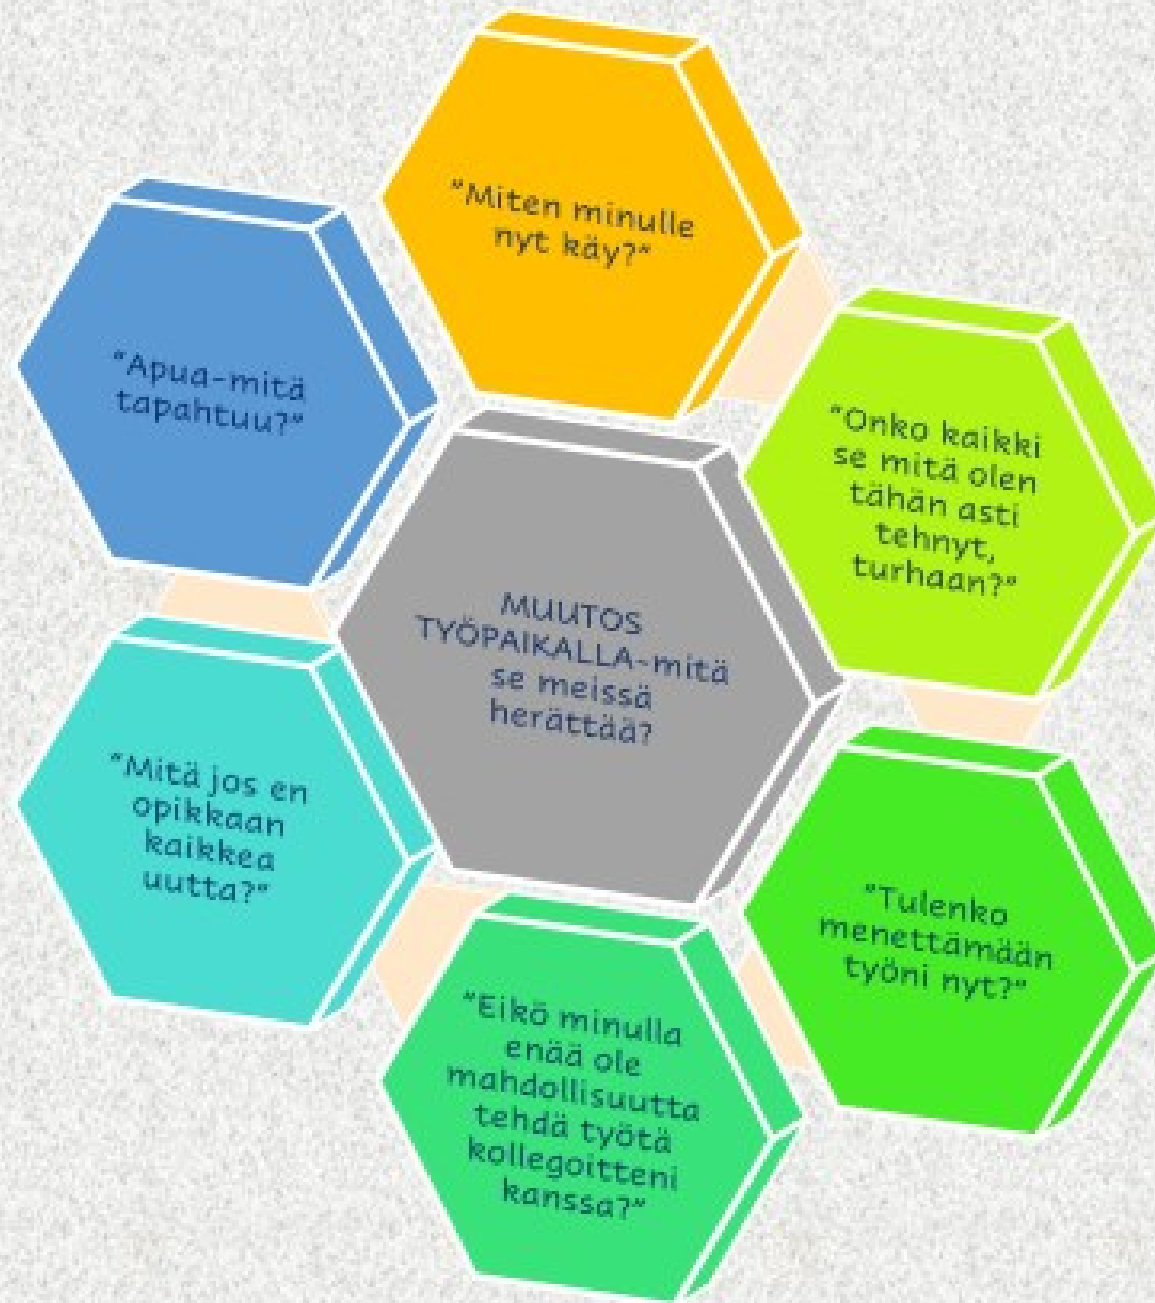 "Miten minulle
nyt käy?"
"Apua-mitä
tapahtuu?"
"Onko kaikki
se mitä olen
tähän asti
tehnyt,
turhaan?"
MUUTOS
TYÖPAIKALLA-mitä
se meissä
herättää?
"Mitä jos en
opikkaan
kaikkea
uutta?"
"Tulenko
menettämään
työni nyt?"
"Eikö minulla
enää ole
mahdollisuutta
tehdä työtä
kollegoitteni
kanssa?"